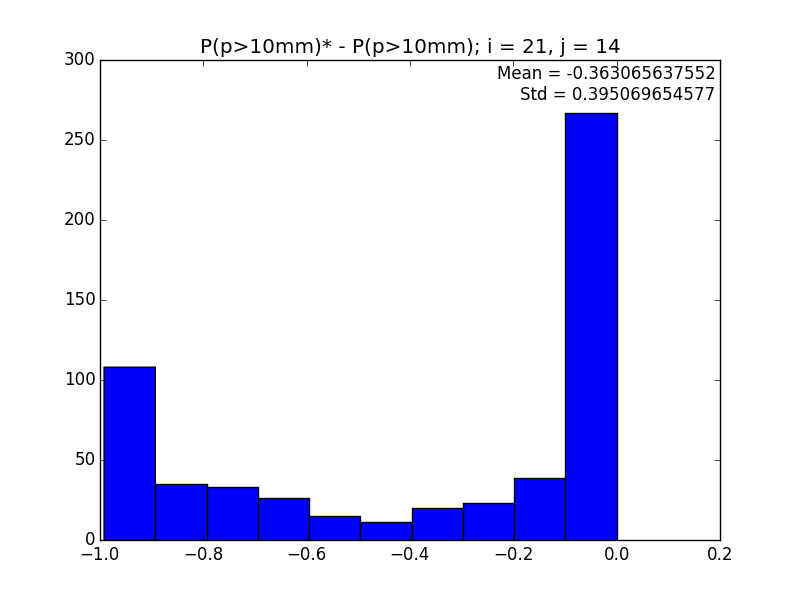 P(p>10mm)* - P(p>10mm); i = 21, j = 14
Mean = -0.363065637552
Std = 0.395069654577
300
250
200
150
100
50
0
−1.0 −0.8 −0.6 −0.4 −0.2 0.0 0.2